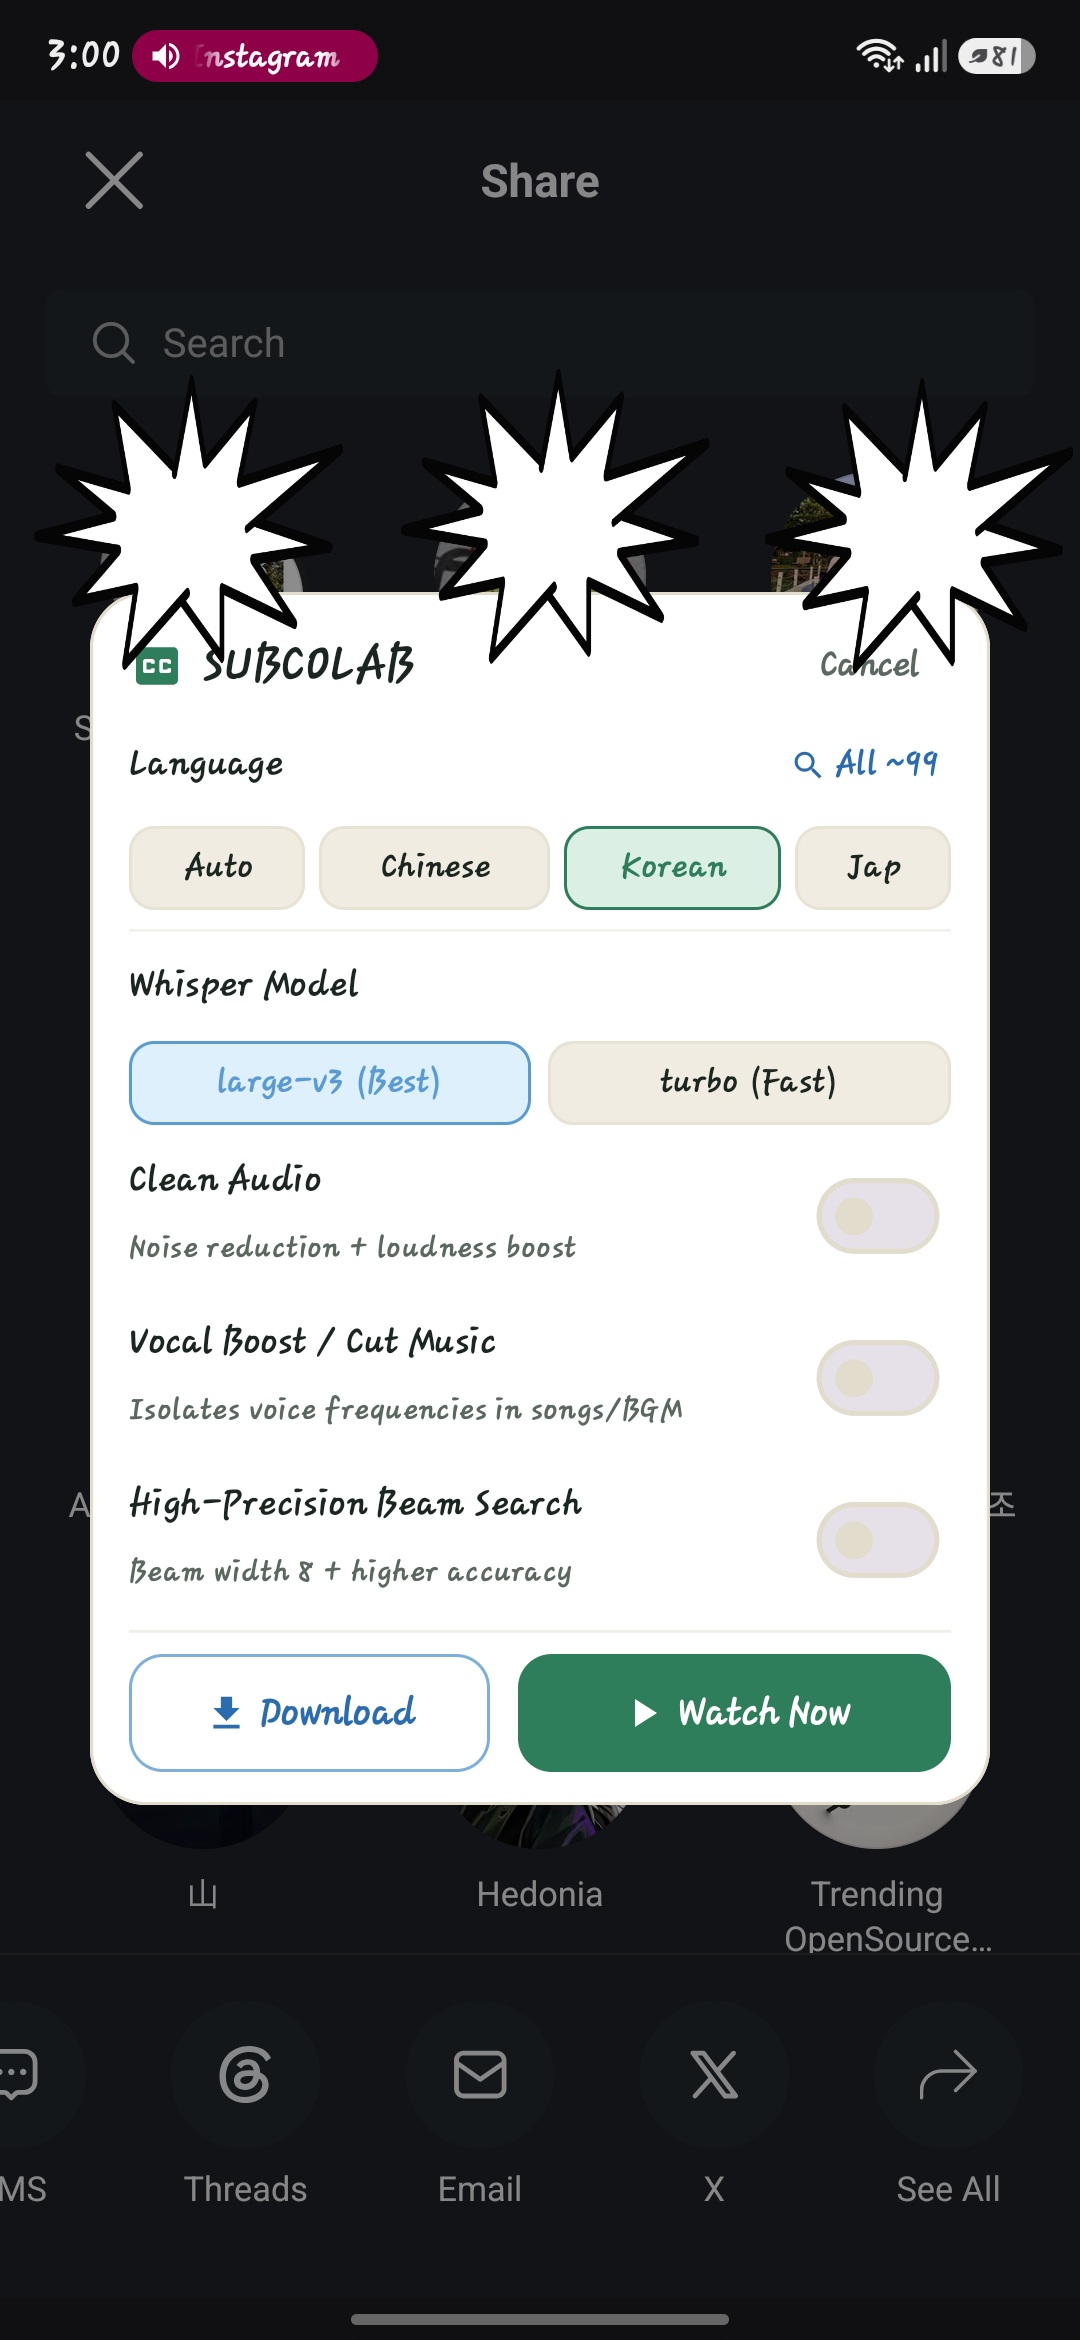 3:00 Instagram 81
Share
Search
CC SUBCOLAB Cancel
S
Language All ~99
Auto Chinese Korean Jap
Whisper Model
large-v3 (Best) turbo (Fast)
Clean Audio
Noise reduction + loudness boost
Vocal Boost / Cut Music
Isolates voice frequencies in songs/BGM
High-Precision Beam Search
A 조
Beam width 8 + higher accuracy
Download Watch Now
山 Hedonia Trending
OpenSource...
MS Threads Email X See All